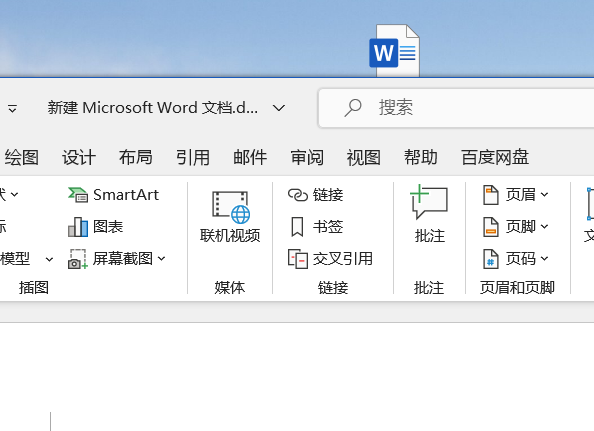 W
新建 Microsoft Word 文档.d...
搜索
绘图 设计 布局 引用 邮件 审阅 视图 帮助 百度网盘
SmartArt 链接 页眉
图表 联机视频 书签 批注 页脚
模型 屏幕截图 交叉引用 # 页码
插图 媒体 链接 批注 页眉和页脚